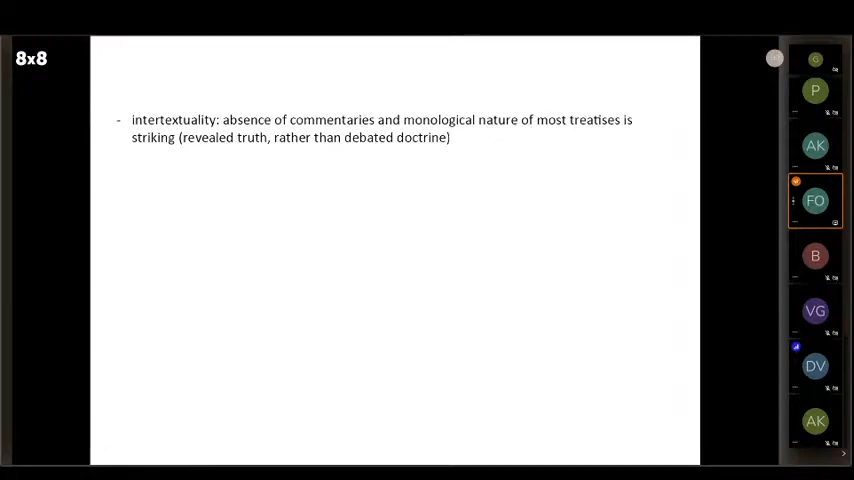 8x8
- intertextuality: absence of commentaries and monological nature of most treatises is
striking (revealed truth, rather than debated doctrine)
G
P
AK
FO
B
VG
DV
AK